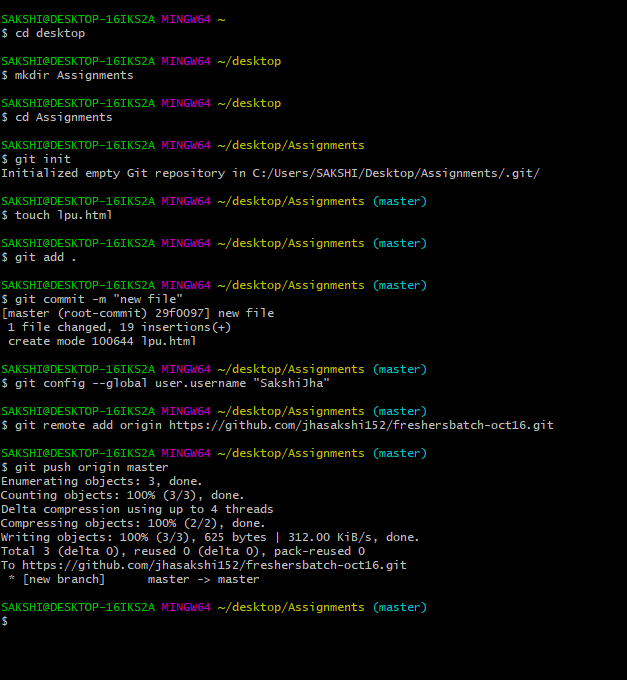 SAKSHI@DESKTOP-16IKS2A MINGW64 ~
$ cd desktop
SAKSHI@DESKTOP-16IKS2A MINGW64 ~/desktop
$ mkdir Assignments
SAKSHI@DESKTOP-16IKS2A MINGW64 ~/desktop
$ cd Assignments
SAKSHI@DESKTOP-16IKS2A MINGW64 ~/desktop/Assignments
$ git init
Initialized empty Git repository in C:/Users/SAKSHI/Desktop/Assignments/.git/
SAKSHI@DESKTOP-16IKS2A MINGW64 ~/desktop/Assignments (master)
$ touch lpu.html
SAKSHI@DESKTOP-16IKS2A MINGW64 ~/desktop/Assignments (master)
$ git add .
SAKSHI@DESKTOP-16IKS2A MINGW64 ~/desktop/Assignments (master)
$ git commit -m "new file"
[master (root-commit) 29f0097] new file
 1 file changed, 19 insertions(+)
 create mode 100644 lpu.html
SAKSHI@DESKTOP-16IKS2A MINGW64 ~/desktop/Assignments (master)
$ git config --global user.username "SakshiJha"
SAKSHI@DESKTOP-16IKS2A MINGW64 ~/desktop/Assignments (master)
$ git remote add origin https://github.com/jhasakshi152/freshersbatch-oct16.git
SAKSHI@DESKTOP-16IKS2A MINGW64 ~/desktop/Assignments (master)
$ git push origin master
Enumerating objects: 3, done.
Counting objects: 100% (3/3), done.
Delta compression using up to 4 threads
Compressing objects: 100% (2/2), done.
Writing objects: 100% (3/3), 625 bytes | 312.00 KiB/s, done.
Total 3 (delta 0), reused 0 (delta 0), pack-reused 0
To https://github.com/jhasakshi152/freshersbatch-oct16.git
 * [new branch]      master -> master
SAKSHI@DESKTOP-16IKS2A MINGW64 ~/desktop/Assignments (master)
$